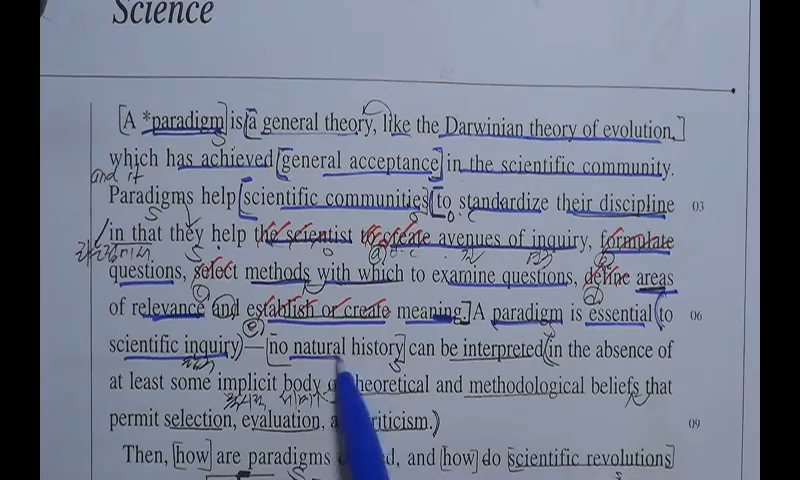 Science
A *paradigm is a general theory, like the Darwinian theory of evolution,
which has achieved general acceptance in the scientific community.
and it
Paradigms help scientific communities to standardize their discipline 03
in that they help the scientist to create avenues of inquiry, formulate
questions, select methods with which to examine questions, define areas
of relevance and establish or create meaning. A paradigm is essential to 06
scientific inquiry—no natural history can be interpreted in the absence of
at least some implicit body theoretical and methodological beliefs that
permit selection, evaluation, criticism. 09
Then, how are paradigms and how do scientific revolutions